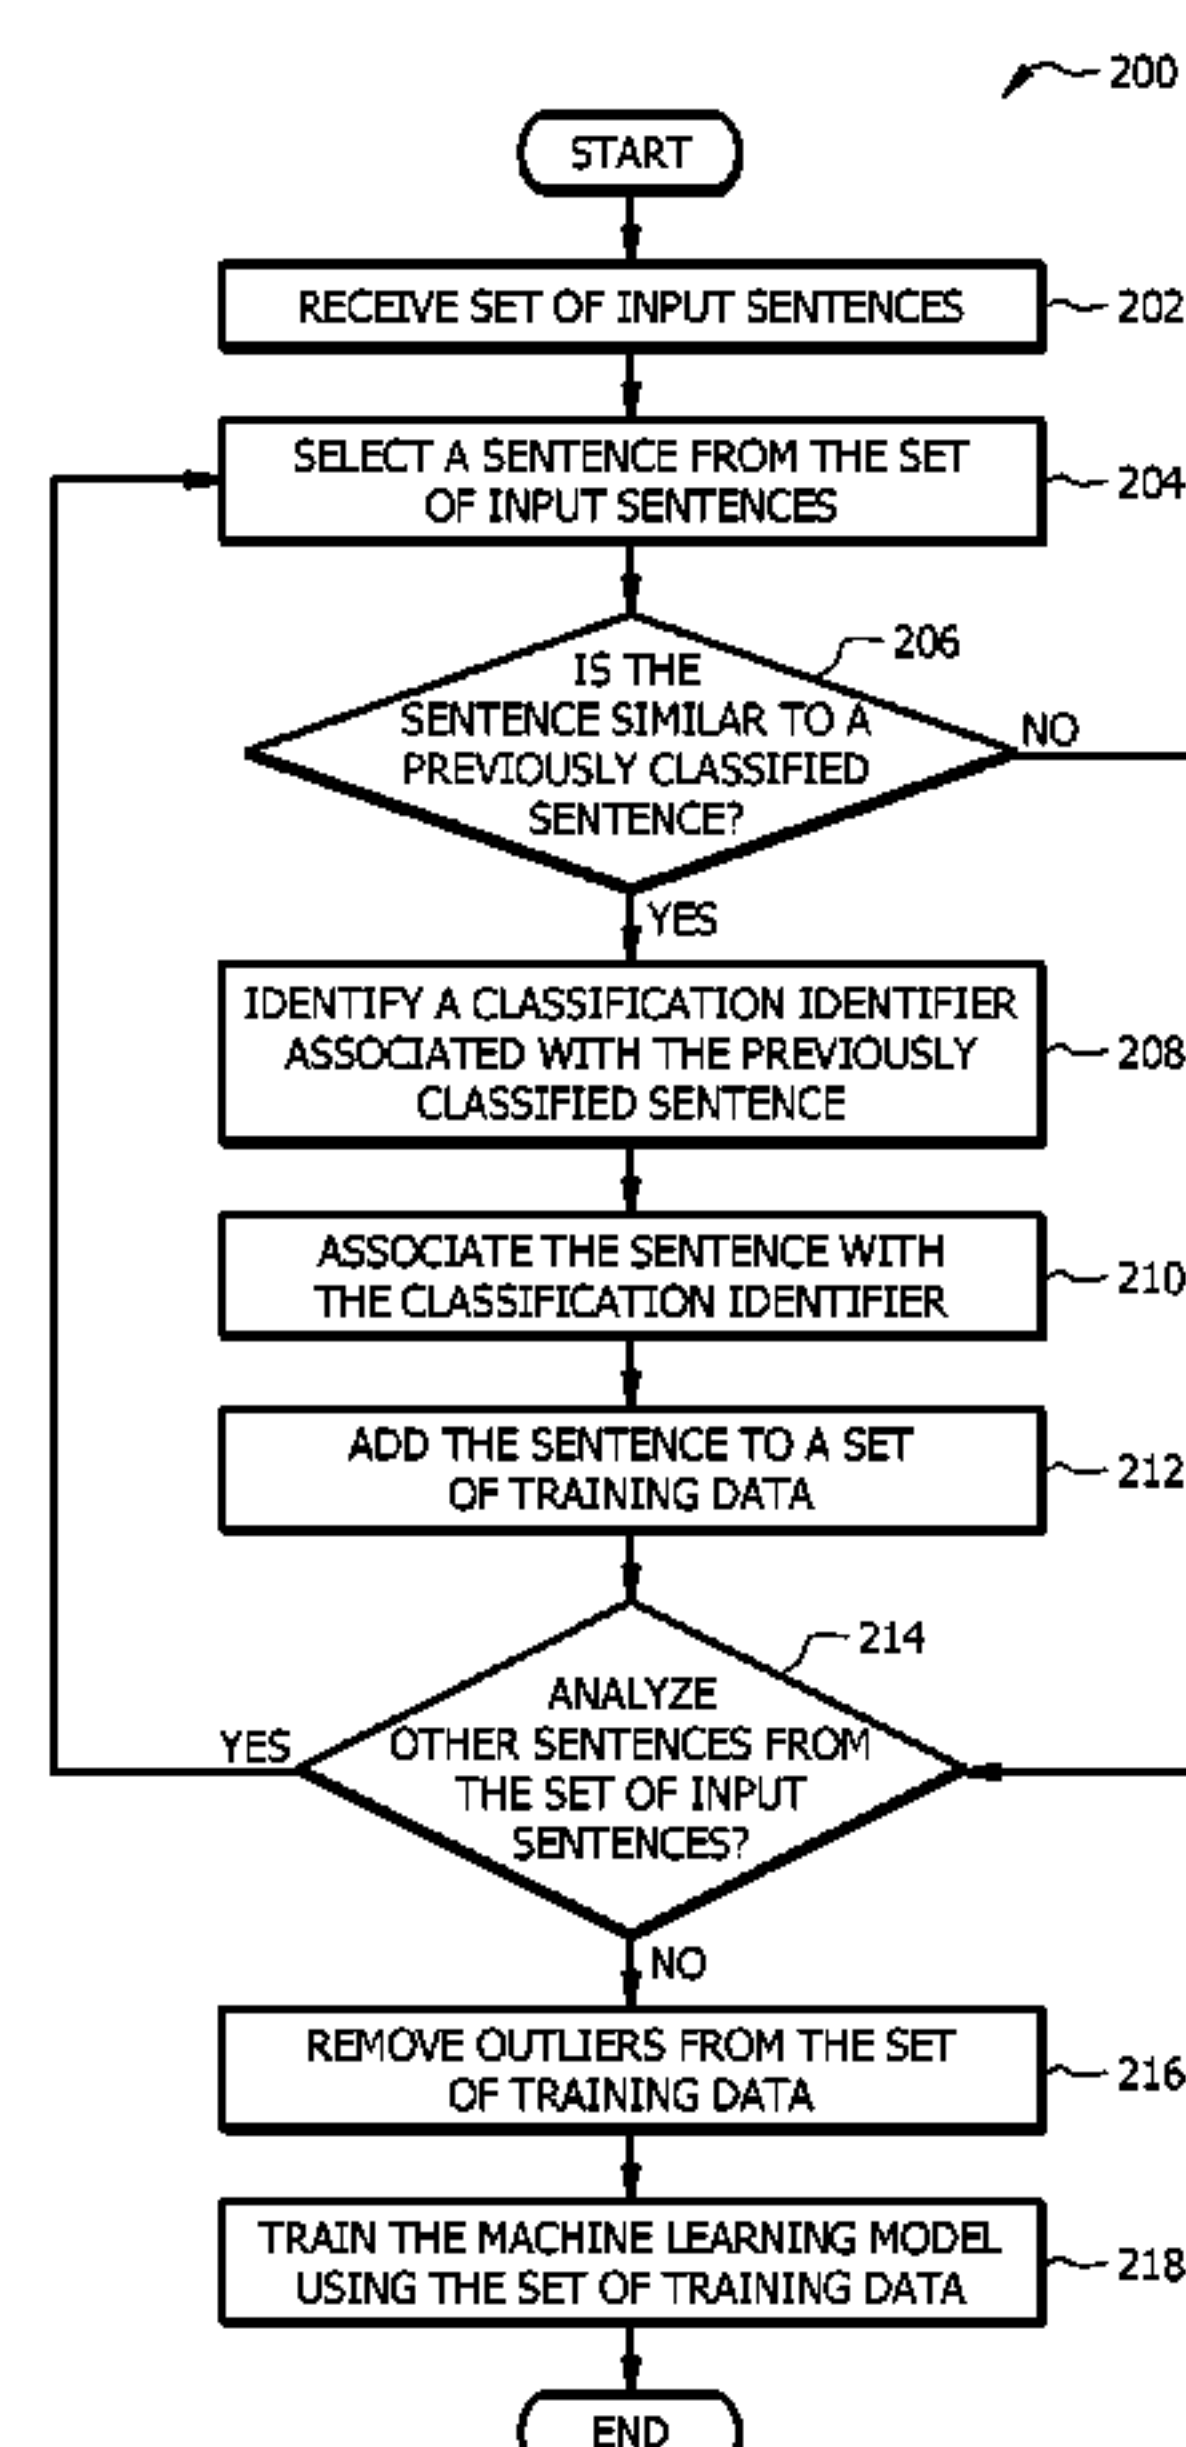 200
START
RECEIVE SET OF INPUT SENTENCES
202
SELECT A SENTENCE FROM THE SET
OF INPUT SENTENCES
204
206
IS THE
SENTENCE SIMILAR TO A
PREVIOUSLY CLASSIFIED
SENTENCE?
NO
YES
IDENTIFY A CLASSIFICATION IDENTIFIER
ASSOCIATED WITH THE PREVIOUSLY
CLASSIFIED SENTENCE
208
ASSOCIATE THE SENTENCE WITH
THE CLASSIFICATION IDENTIFIER
210
ADD THE SENTENCE TO A SET
OF TRAINING DATA
212
214
ANALYZE
OTHER SENTENCES FROM
THE SET OF INPUT
SENTENCES?
YES
NO
REMOVE OUTLIERS FROM THE SET
OF TRAINING DATA
216
TRAIN THE MACHINE LEARNING MODEL
USING THE SET OF TRAINING DATA
218
END